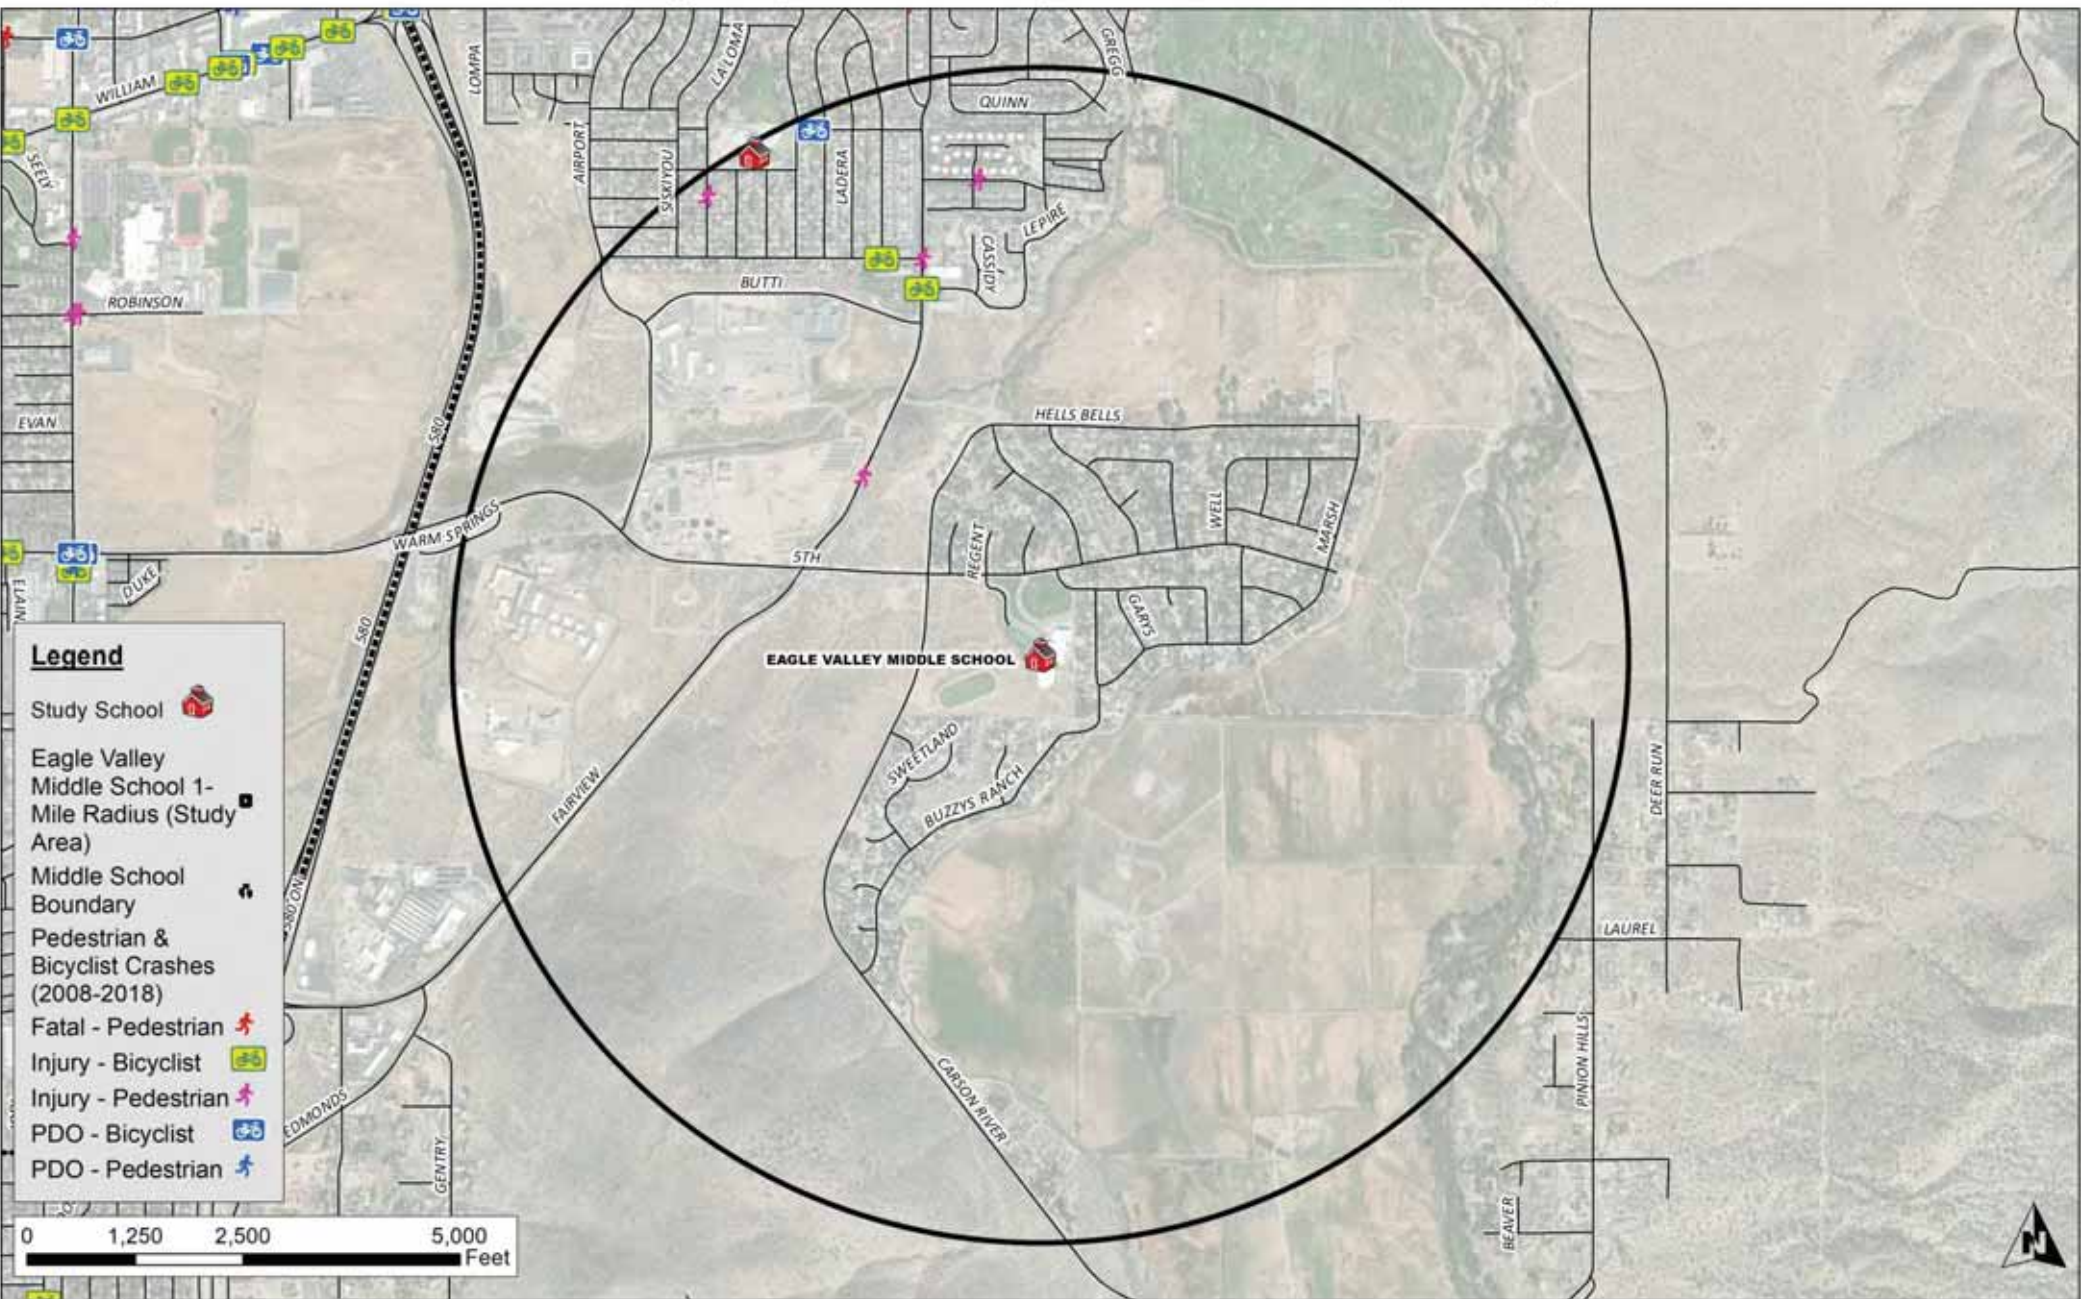 GREGG
LA LOMA
LOMPA
WILLIAM
QUINN
AIRPORT
SISKIYOU
LADERA
SEELY
LEPIRE
CASSIDY
BUTTI
ROBINSON
EVAN
580
HELLS BELLS
WARM SPRINGS
WELL
MARSH
REGENT
5TH
DUKE
ELAIN
GARYS
580
EAGLE VALLEY MIDDLE SCHOOL
SWEETLAND
BUZZYS RANCH
FAIRVIEW
DEER RUN
580 ON
LAUREL
PINION HILLS
CARSON RIVER
EDMONDS
GENTRY
BEAVER
Legend
Study School
Eagle Valley
Middle School 1-
Mile Radius (Study
Area)
Middle School
Boundary
Pedestrian &
Bicyclist Crashes
(2008-2018)
Fatal - Pedestrian
Injury - Bicyclist
Injury - Pedestrian
PDO - Bicyclist
PDO - Pedestrian
0 1,250 2,500 5,000
Feet
N